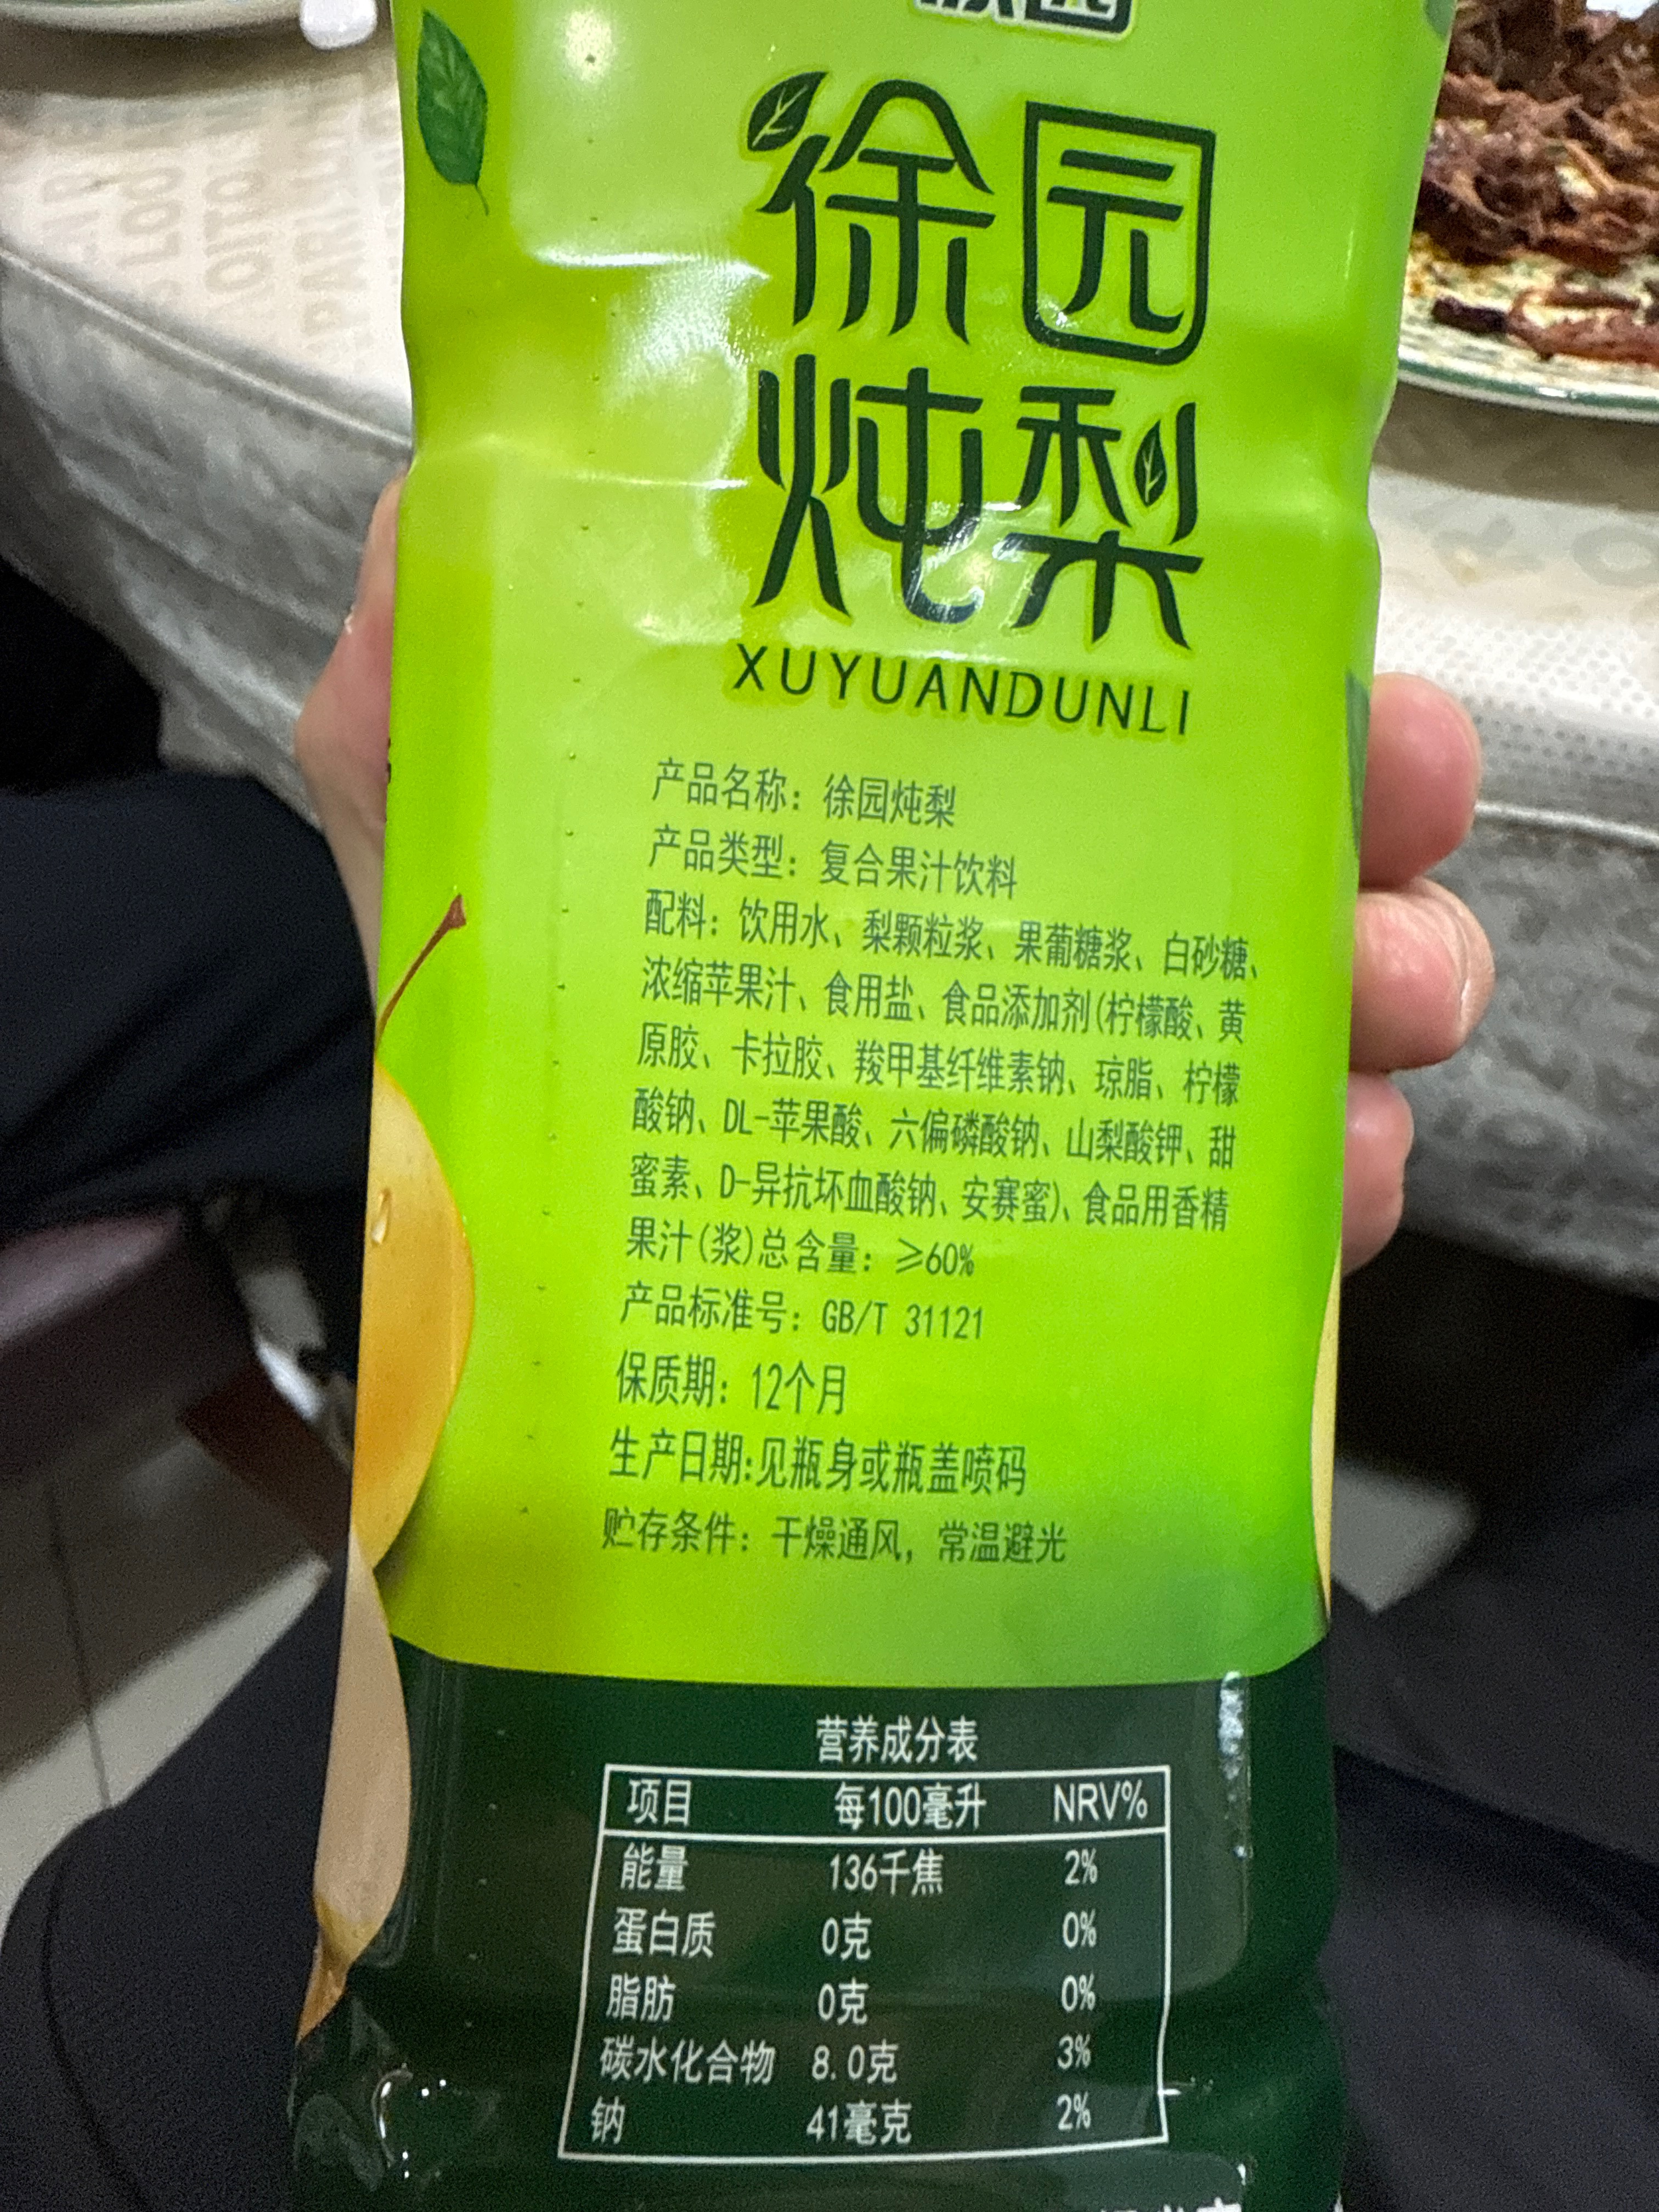 徐园
炖梨
XUYUANDUNLI
产品名称：徐园炖梨
产品类型：复合果汁饮料
配料：饮用水、梨颗粒浆、果葡糖浆、白砂糖、
浓缩苹果汁、食用盐、食品添加剂(柠檬酸、黄
原胶、卡拉胶、羧甲基纤维素钠、琼脂、柠檬
酸钠、DL-苹果酸、六偏磷酸钠、山梨酸钾、甜
蜜素、D-异抗坏血酸钠、安赛蜜)、食品用香精
果汁(浆)总含量：≥60%
产品标准号：GB/T 31121
保质期：12个月
生产日期:见瓶身或瓶盖喷码
贮存条件：干燥通风，常温避光
营养成分表
项目 每100毫升 NRV%
能量 136千焦 2%
蛋白质 0克 0%
脂肪 0克 0%
碳水化合物 8.0克 3%
钠 41毫克 2%